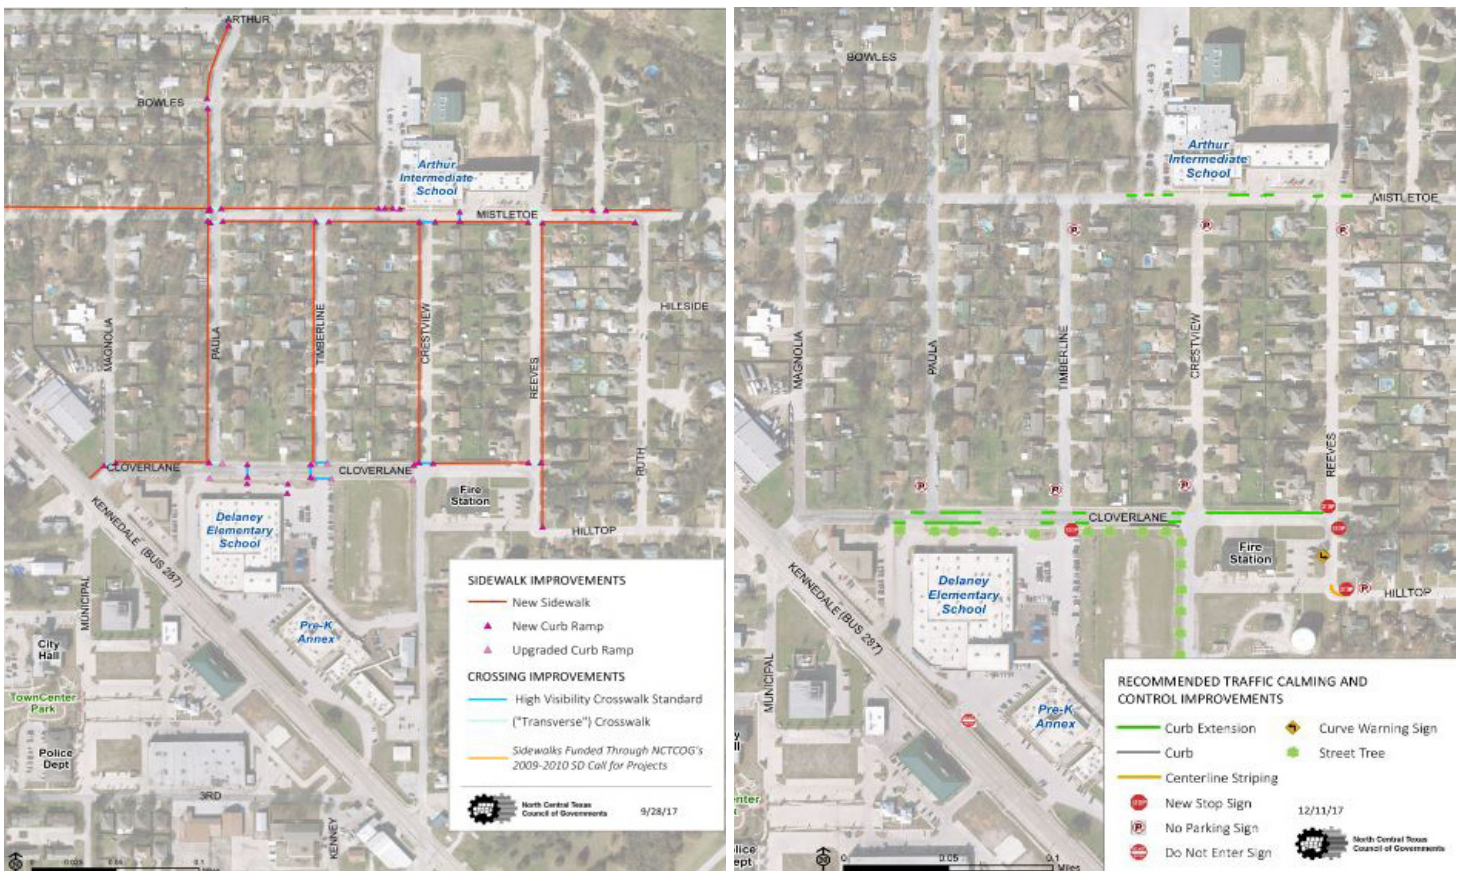 ARTHUR
BOWLES
Arthur
Intermediate
School
MISTLETOE
HILLSIDE
MAGNOLIA
PAULA
TIMBERLINE
CRESTVIEW
REEVES
RUTH
CLOVERLANE
CLOVERLANE
Fire
Station
KENNEDALE (BUS 287)
Delaney
Elementary
School
HILLTOP
MUNICIPAL
Pre-K
Annex
City
Hall
TownCenter
Park
Police
Dept
3RD
KENNEY
SIDEWALK IMPROVEMENTS
New Sidewalk
New Curb Ramp
Upgraded Curb Ramp
CROSSING IMPROVEMENTS
High Visibility Crosswalk Standard
("Transverse") Crosswalk
Sidewalks Funded Through NCTCOG's
2009-2010 SD Call for Projects
North Central Texas
Council of Governments
9/28/17
0.1
BOWLES
Arthur
Intermediate
School
MISTLETOE
MAGNOLIA
PAULA
TIMBERLINE
CRESTVIEW
REEVES
CLOVERLANE
Fire
Station
KENNEDALE (BUS 287)
Delaney
Elementary
School
HILLTOP
MUNICIPAL
Pre-K
Annex
RECOMMENDED TRAFFIC CALMING AND
CONTROL IMPROVEMENTS
Curb Extension
Curve Warning Sign
Curb
Street Tree
Centerline Striping
New Stop Sign
12/11/17
No Parking Sign
Do Not Enter Sign
North Central Texas
Council of Governments
0
0.05
0.1
Miles